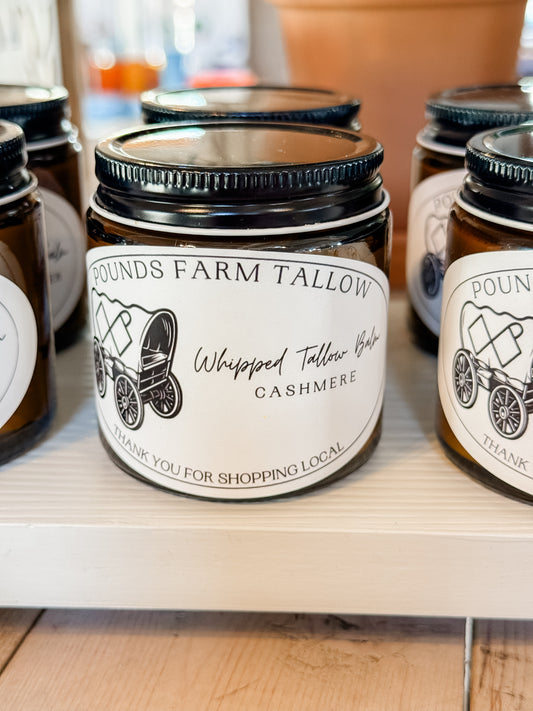 POUNDS FARM TALLOW
Whipped Tallow Balm
CASHMERE
THANK YOU FOR SHOPPING LOCAL
POUN
THANK